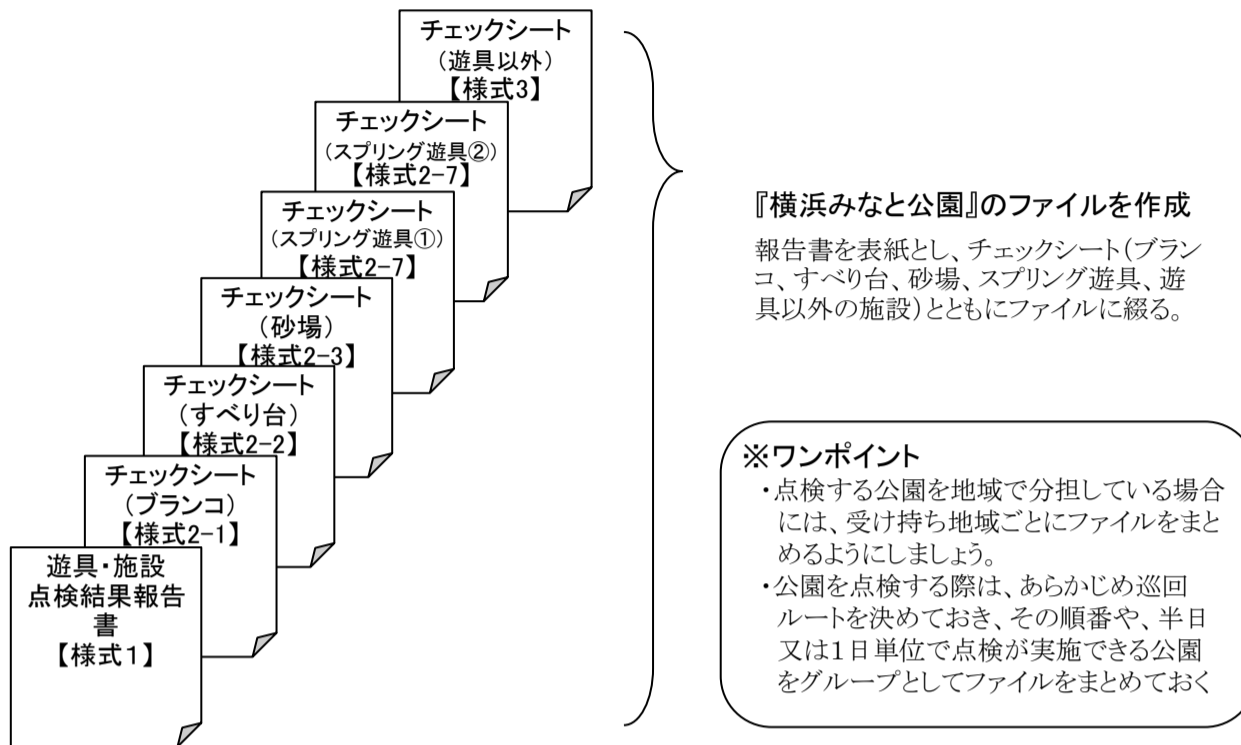 チェックシート
（遊具以外）
【様式3】
チェックシート
（スプリング遊具②）
【様式2-7】
チェックシート
（スプリング遊具①）
【様式2-7】
チェックシート
（砂場）
【様式2-3】
チェックシート
（すべり台）
【様式2-2】
チェックシート
（ブランコ）
【様式2-1】
遊具・施設
点検結果報告
書
【様式1】
『横浜みなと公園』のファイルを作成
報告書を表紙とし、チェックシート（ブラン
コ、すべり台、砂場、スプリング遊具、遊
具以外の施設）とともにファイルに綴る。
※ワンポイント
・点検する公園を地域で分担している場合
には、受け持ち地域ごとにファイルをまと
めるようにしましょう。
・公園を点検する際は、あらかじめ巡回
ルートを決めておき、その順番や、半日
又は1日単位で点検が実施できる公園
をグループとしてファイルをまとめておく